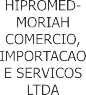 HIPROMED-
MORIAH
COMERCIO,
IMPORTACAO
E SERVICOS
LTDA